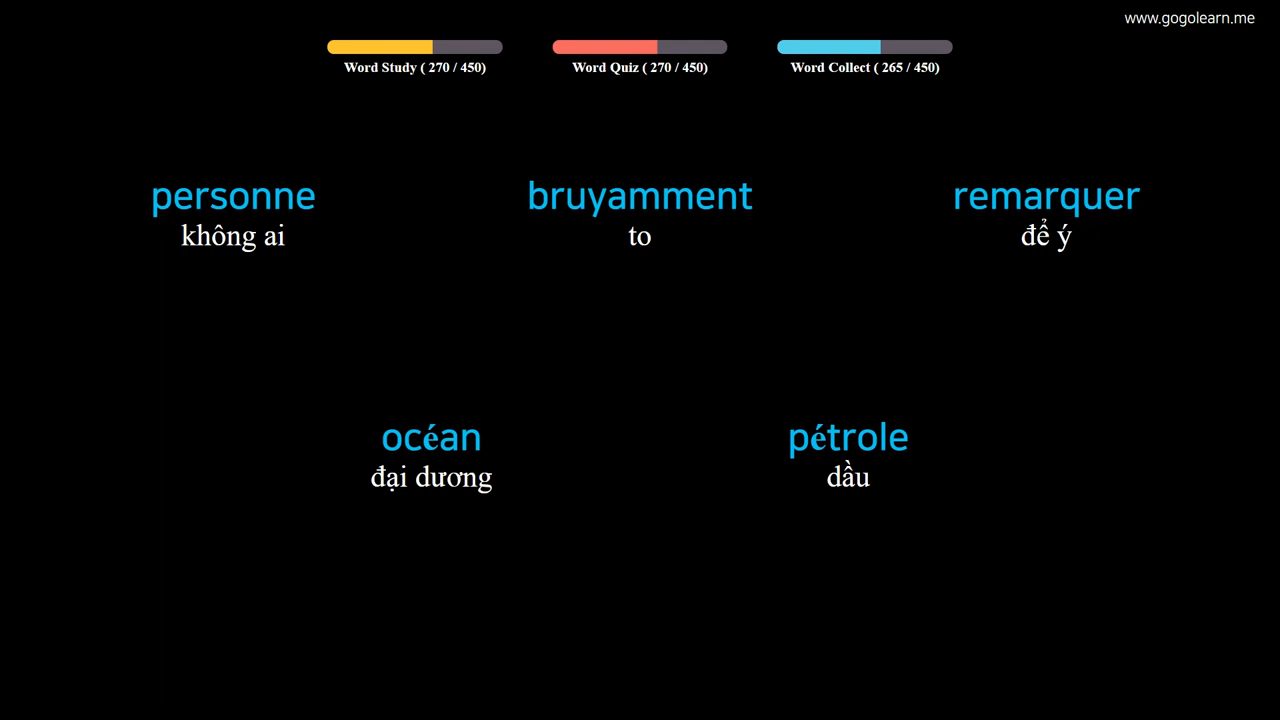 www.gogolearn.me
Word Study ( 270 / 450)
Word Quiz ( 270 / 450)
Word Collect ( 265 / 450)
personne
không ai
bruyamment
to
remarquer
để ý
océan
đại dương
pétrole
dầu